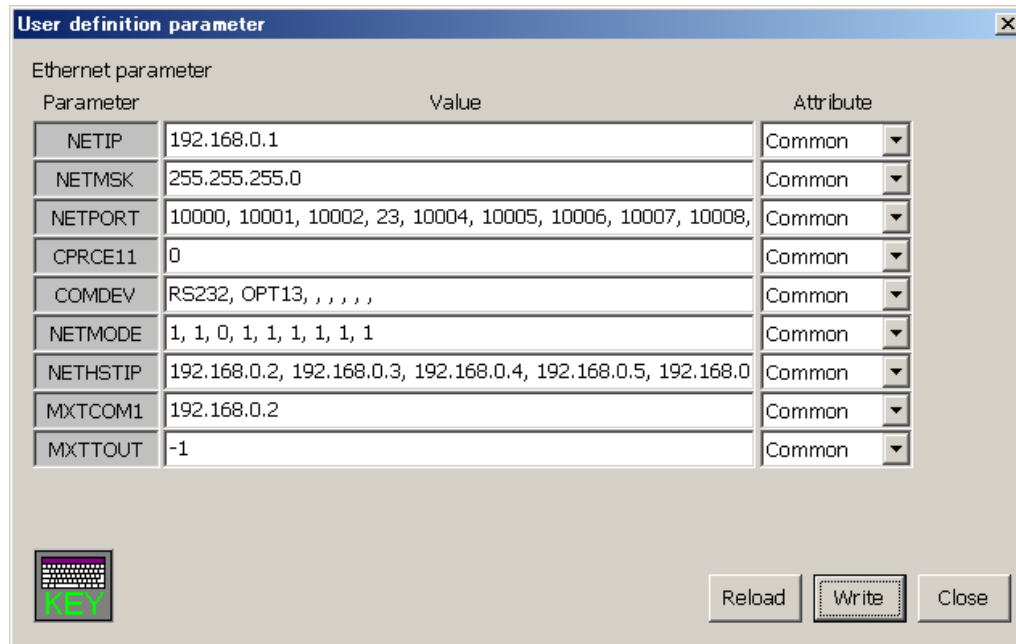 User definition parameter
Ethernet parameter
Parameter Value Attribute
NETIP 192.168.0.1 Common
NETMSK 255.255.255.0 Common
NETPORT 10000, 10001, 10002, 23, 10004, 10005, 10006, 10007, 10008, Common
CPRCE11 0 Common
COMDEV RS232, OPT13, , , , , , Common
NETMODE 1, 1, 0, 1, 1, 1, 1, 1, 1 Common
NETHSTIP 192.168.0.2, 192.168.0.3, 192.168.0.4, 192.168.0.5, 192.168.0 Common
MXTCOM1 192.168.0.2 Common
MXTTOUT -1 Common
KEY
Reload Write Close